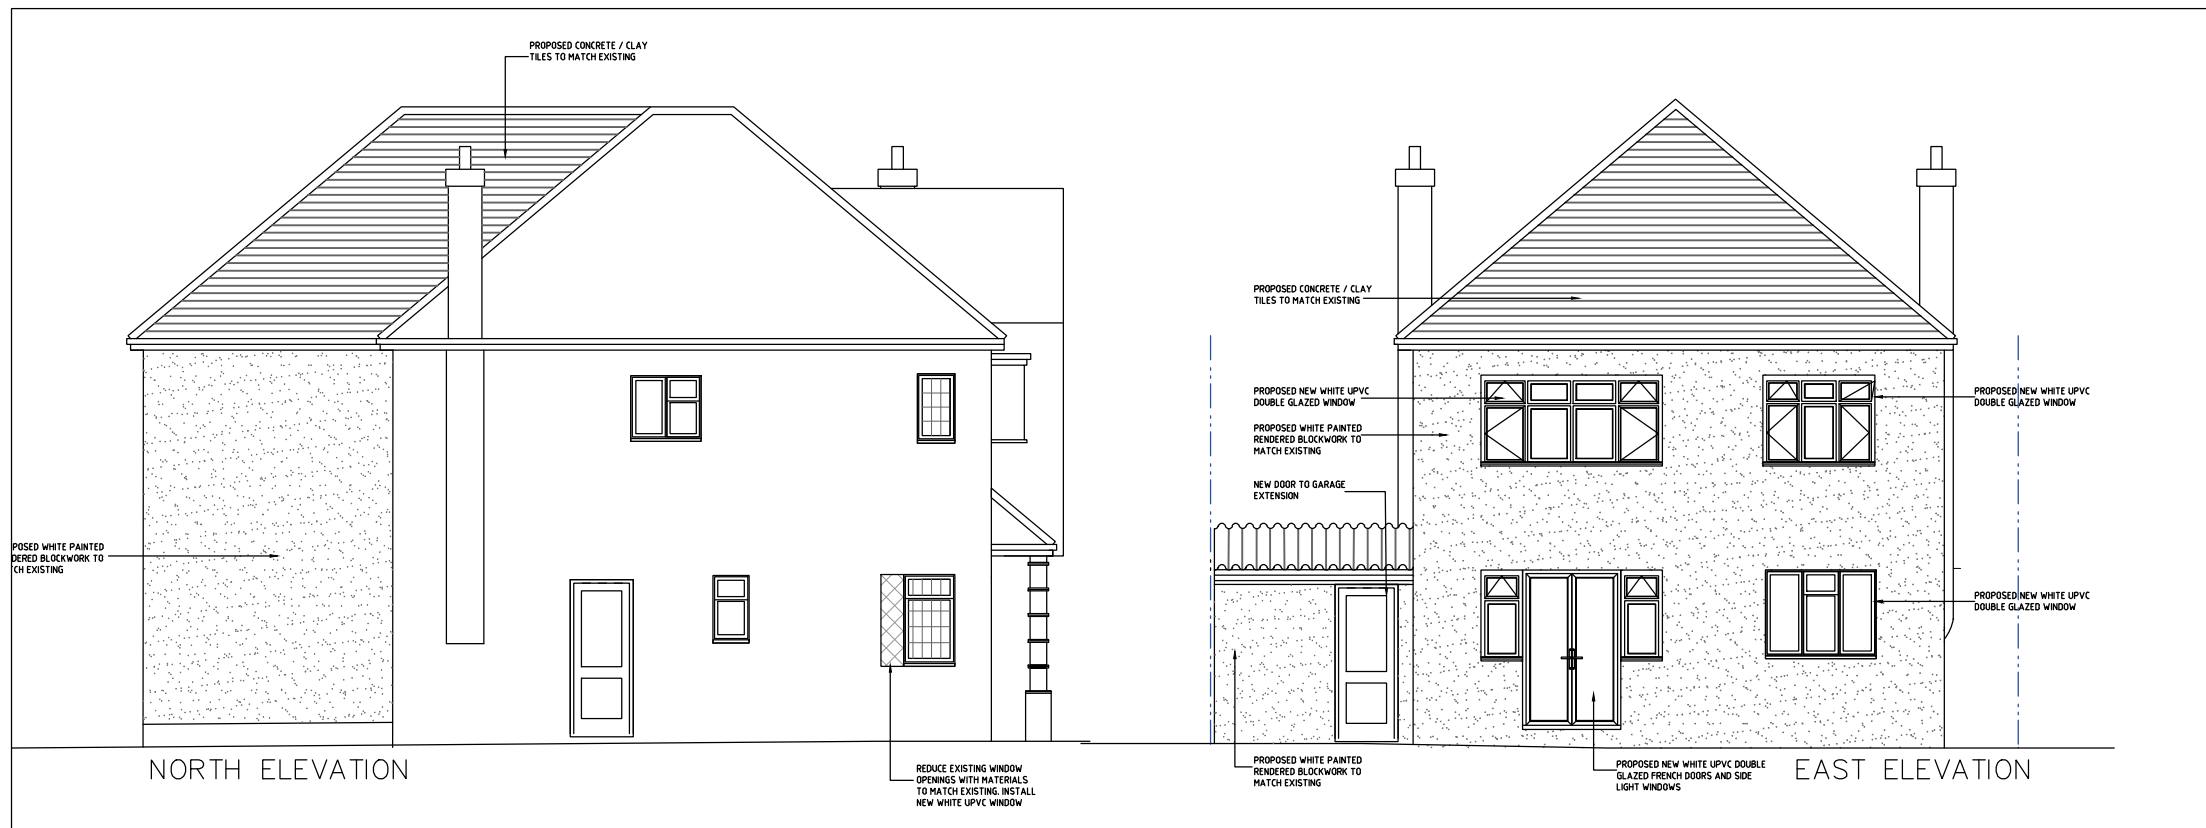 PROPOSED CONCRETE / CLAY
TILES TO MATCH EXISTING
POSED WHITE PAINTED
DERED BLOCKWORK TO
CH EXISTING
NORTH ELEVATION
REDUCE EXISTING WINDOW
OPENINGS WITH MATERIALS
TO MATCH EXISTING. INSTALL
NEW WHITE UPVC WINDOW
PROPOSED CONCRETE / CLAY
TILES TO MATCH EXISTING
PROPOSED NEW WHITE UPVC
DOUBLE GLAZED WINDOW
PROPOSED WHITE PAINTED
RENDERED BLOCKWORK TO
MATCH EXISTING
NEW DOOR TO GARAGE
EXTENSION
PROPOSED NEW WHITE UPVC
DOUBLE GLAZED WINDOW
PROPOSED NEW WHITE UPVC
DOUBLE GLAZED WINDOW
PROPOSED WHITE PAINTED
RENDERED BLOCKWORK TO
MATCH EXISTING
PROPOSED NEW WHITE UPVC DOUBLE
GLAZED FRENCH DOORS AND SIDE
LIGHT WINDOWS
EAST ELEVATION